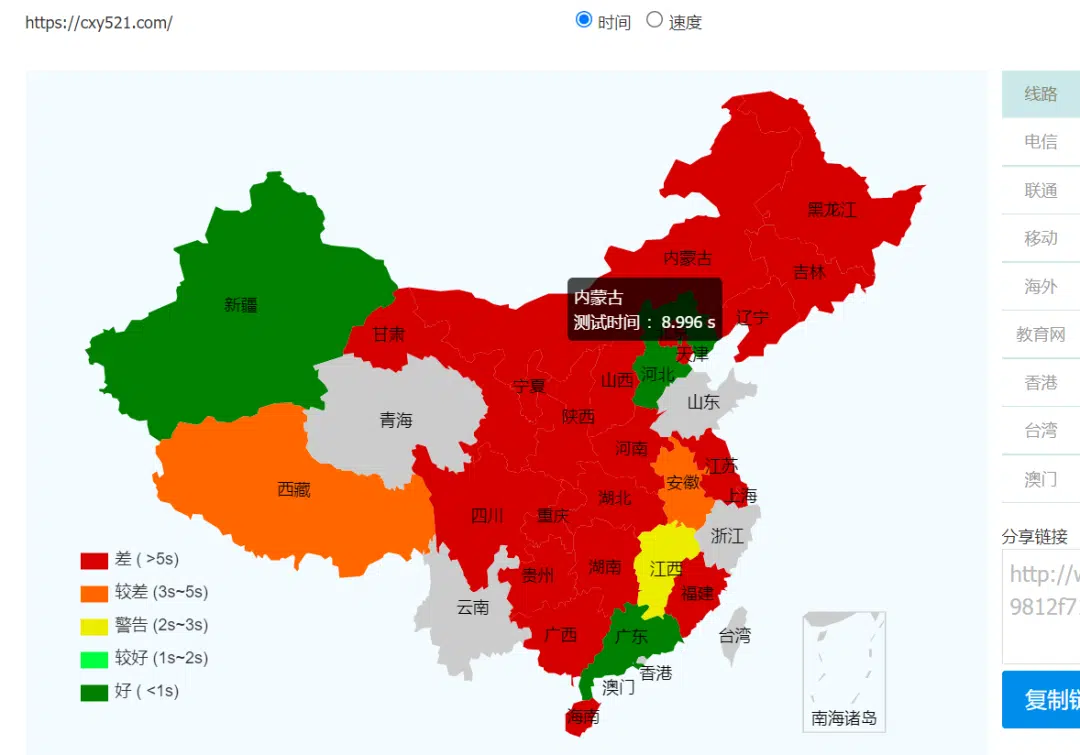 https://cxy521.com/
时间 速度
线路
电信
联通
移动
海外
教育网
香港
台湾
澳门
分享链接
http://w
9812f7
黑龙江
内蒙古
吉林
内蒙古
测试时间： 8.996 s
辽宁
新疆
甘肃
天津
河北
山西
宁夏
山东
陕西
青海
河南
江苏
安徽
西藏
上海
湖北
四川
重庆
浙江
湖南
江西
贵州
福建
云南
广西
广东
台湾
香港
澳门
海南
南海诸岛
差 ( >5s)
较差 (3s~5s)
警告 (2s~3s)
较好 (1s~2s)
好 ( <1s)